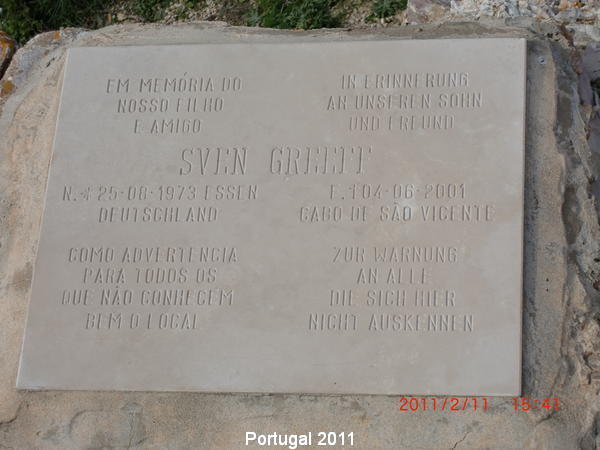 EM MEMÓRIA DO
NOSSO FILHO
E AMIGO
IN ERINNERUNG
AN UNSEREN SOHN
UND FREUND
SVEN GREEFF
N. * 25-06-1973 ESSEN
DEUTSCHLAND
F. †04-06-2001
CABO DE SÃO VICENTE
COMO ADVERTENCIA
PARA TODOS OS
QUE NÃO CONHECEM
BEM O LOCAL
ZUR WARNUNG
AN ALLE
DIE SICH HIER
NICHT AUSKENNEN
2011/2/11 15:41
Portugal 2011